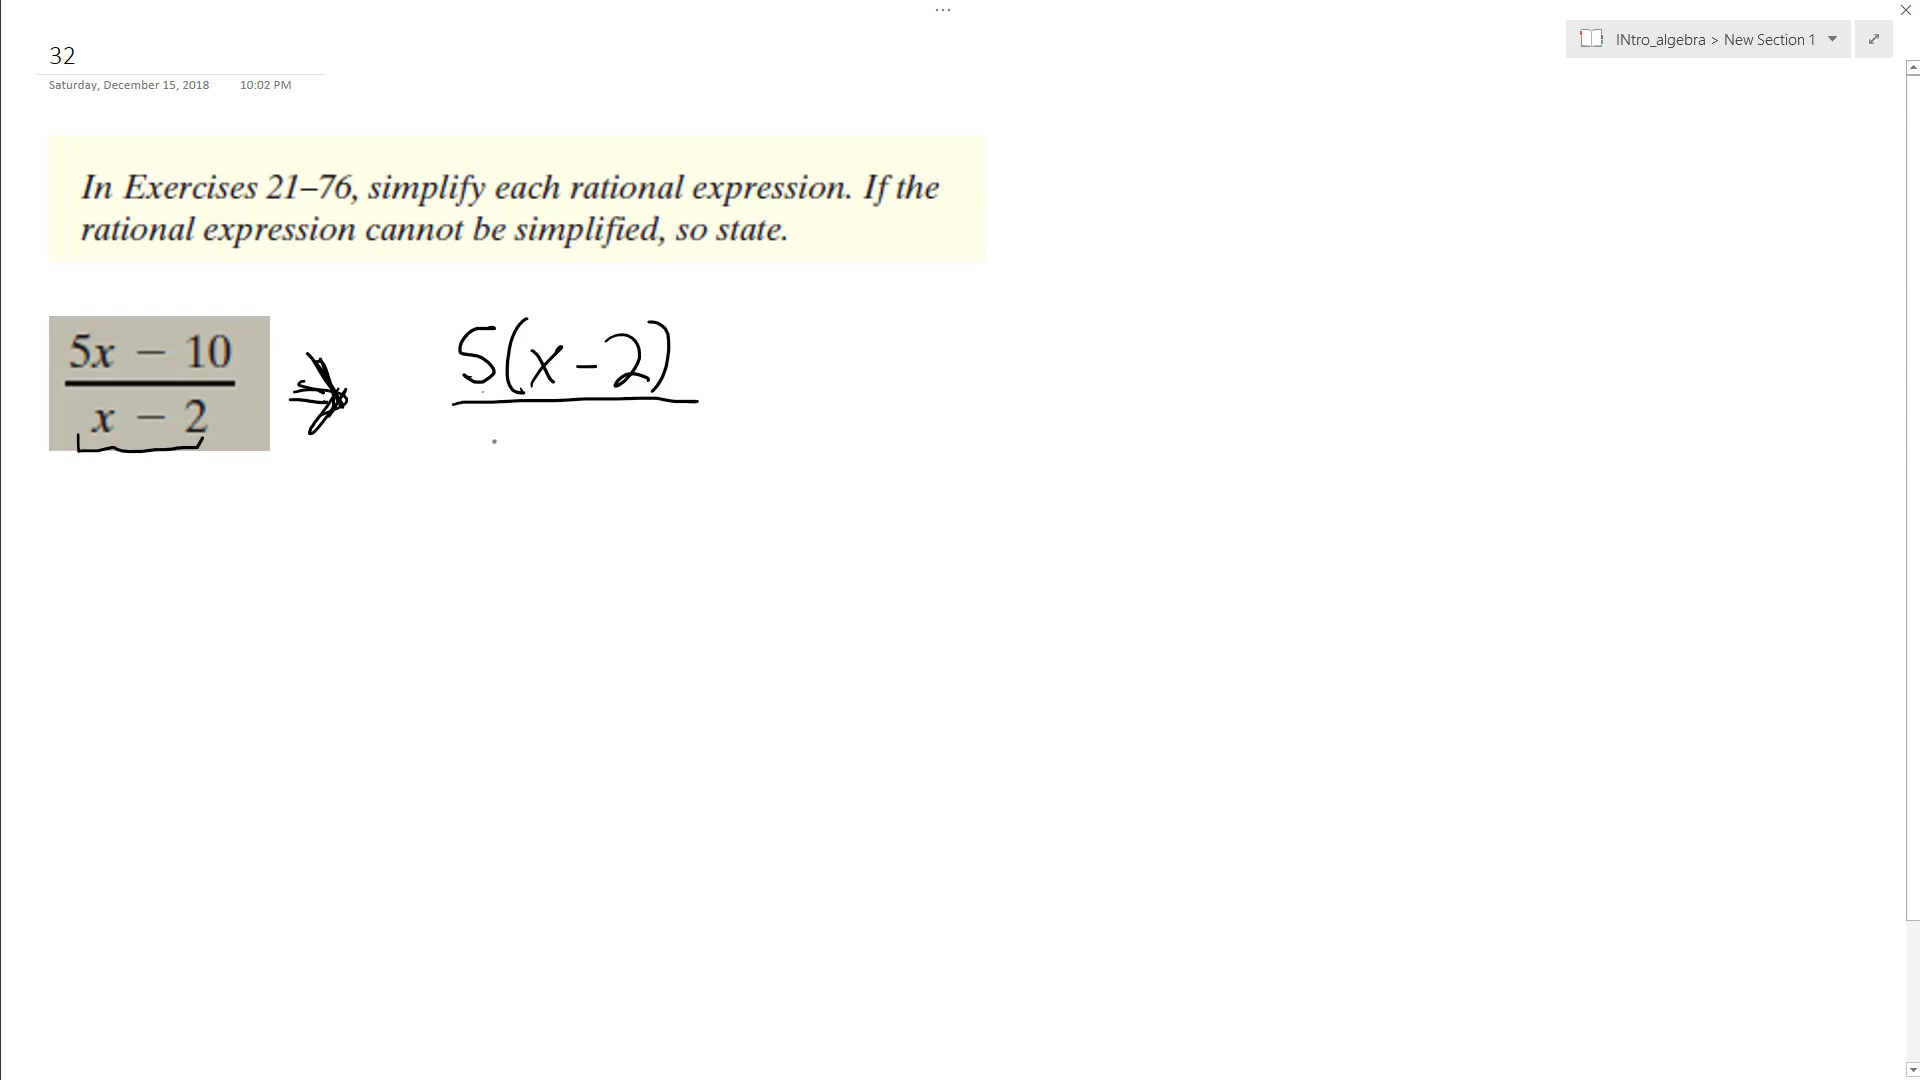 ...
INtro_algebra > New Section 1
32
Saturday, December 15, 2018 10:02 PM
In Exercises 21–76, simplify each rational expression. If the
rational expression cannot be simplified, so state.
5x − 10
x − 2
5(x-2)